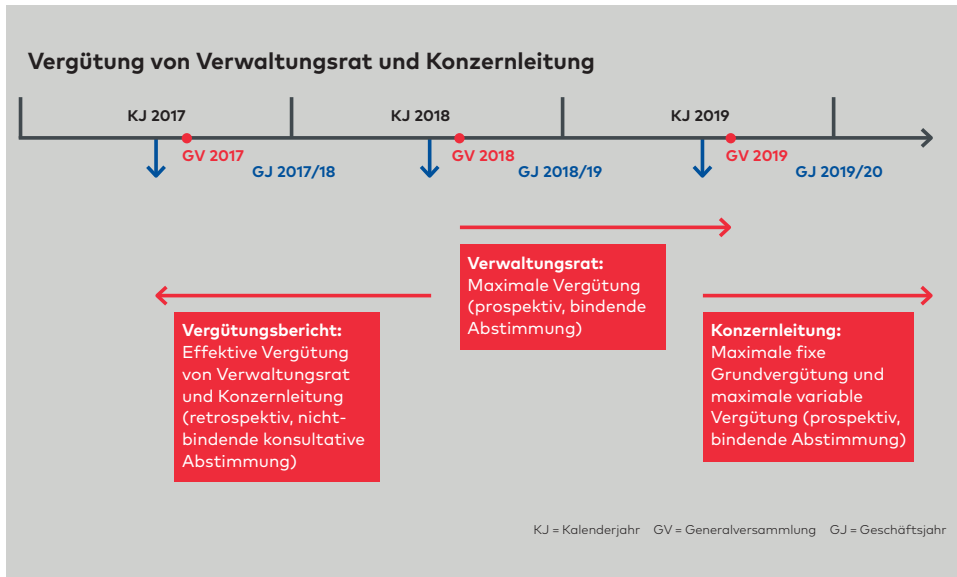 Vergütung von Verwaltungsrat und Konzernleitung
KJ 2017
KJ 2018
KJ 2019
GV 2017
GV 2018
GV 2019
GJ 2017/18
GJ 2018/19
GJ 2019/20
Verwaltungsrat:
Maximale Vergütung
(prospektiv, bindende
Abstimmung)
Vergütungsbericht:
Effektive Vergütung
von Verwaltungsrat
und Konzernleitung
(retrospektiv, nicht-
bindende konsultative
Abstimmung)
Konzernleitung:
Maximale fixe
Grundvergütung und
maximale variable
Vergütung (prospektiv,
bindende Abstimmung)
KJ = Kalenderjahr GV = Generalversammlung GJ = Geschäftsjahr